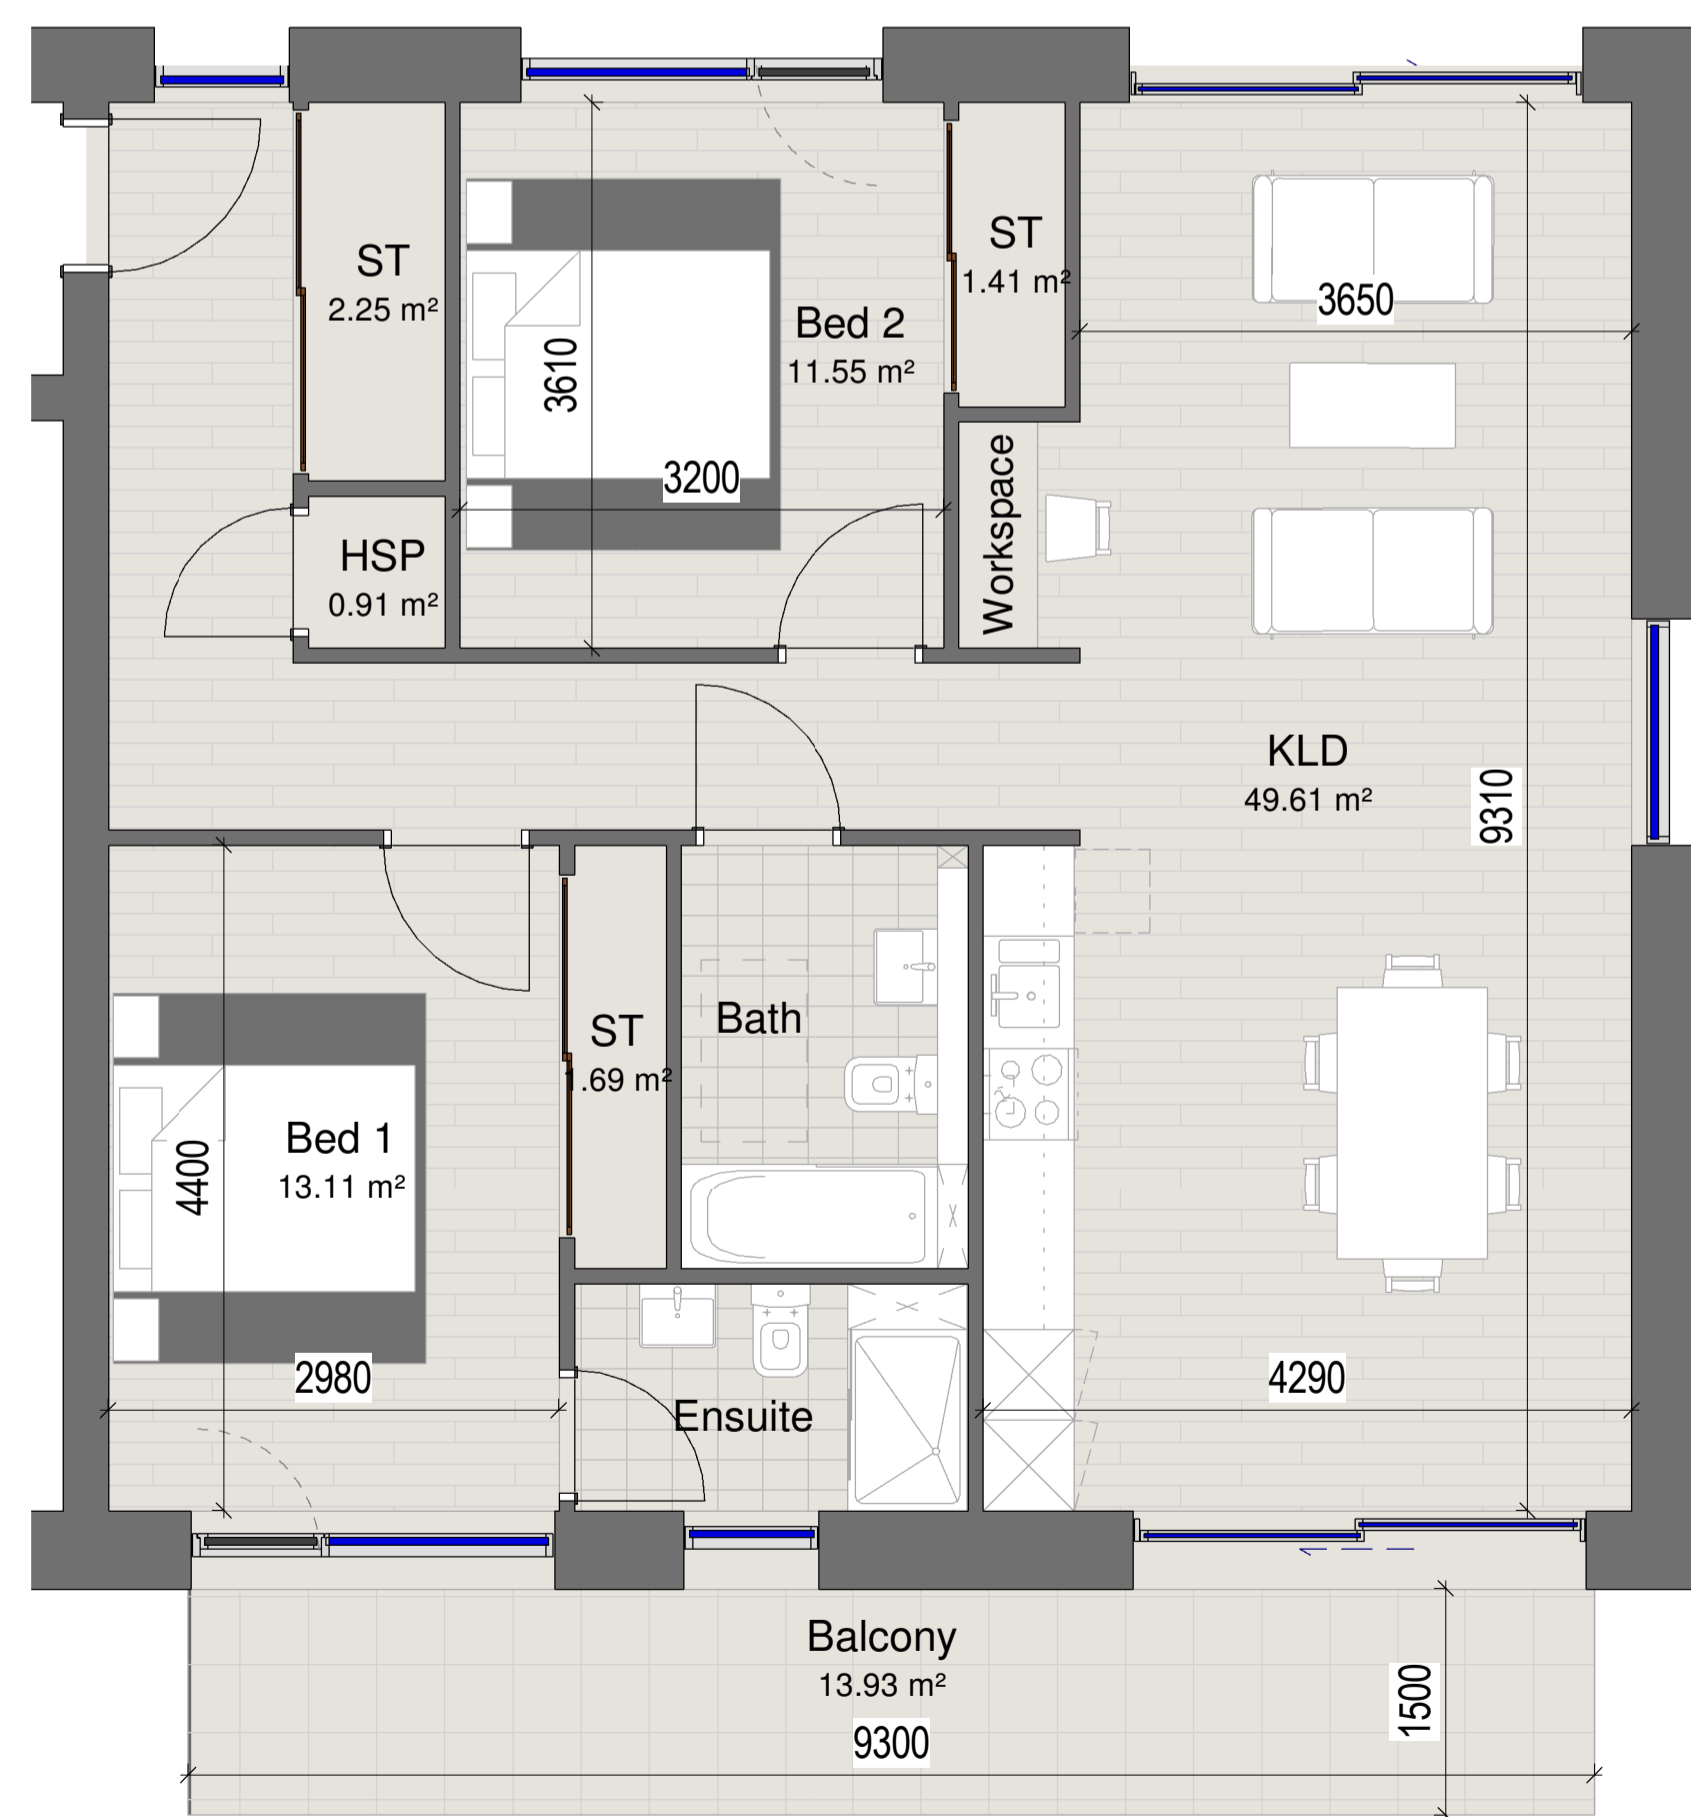 ST
2.25 m²
ST
1.41 m²
3650
Bed 2
11.55 m²
3610
3200
Workspace
HSP
0.91 m²
KLD
49.61 m²
9310
Bath
ST
.69 m²
Bed 1
13.11 m²
4400
2980
Ensuite
4290
Balcony
13.93 m²
9300
1500